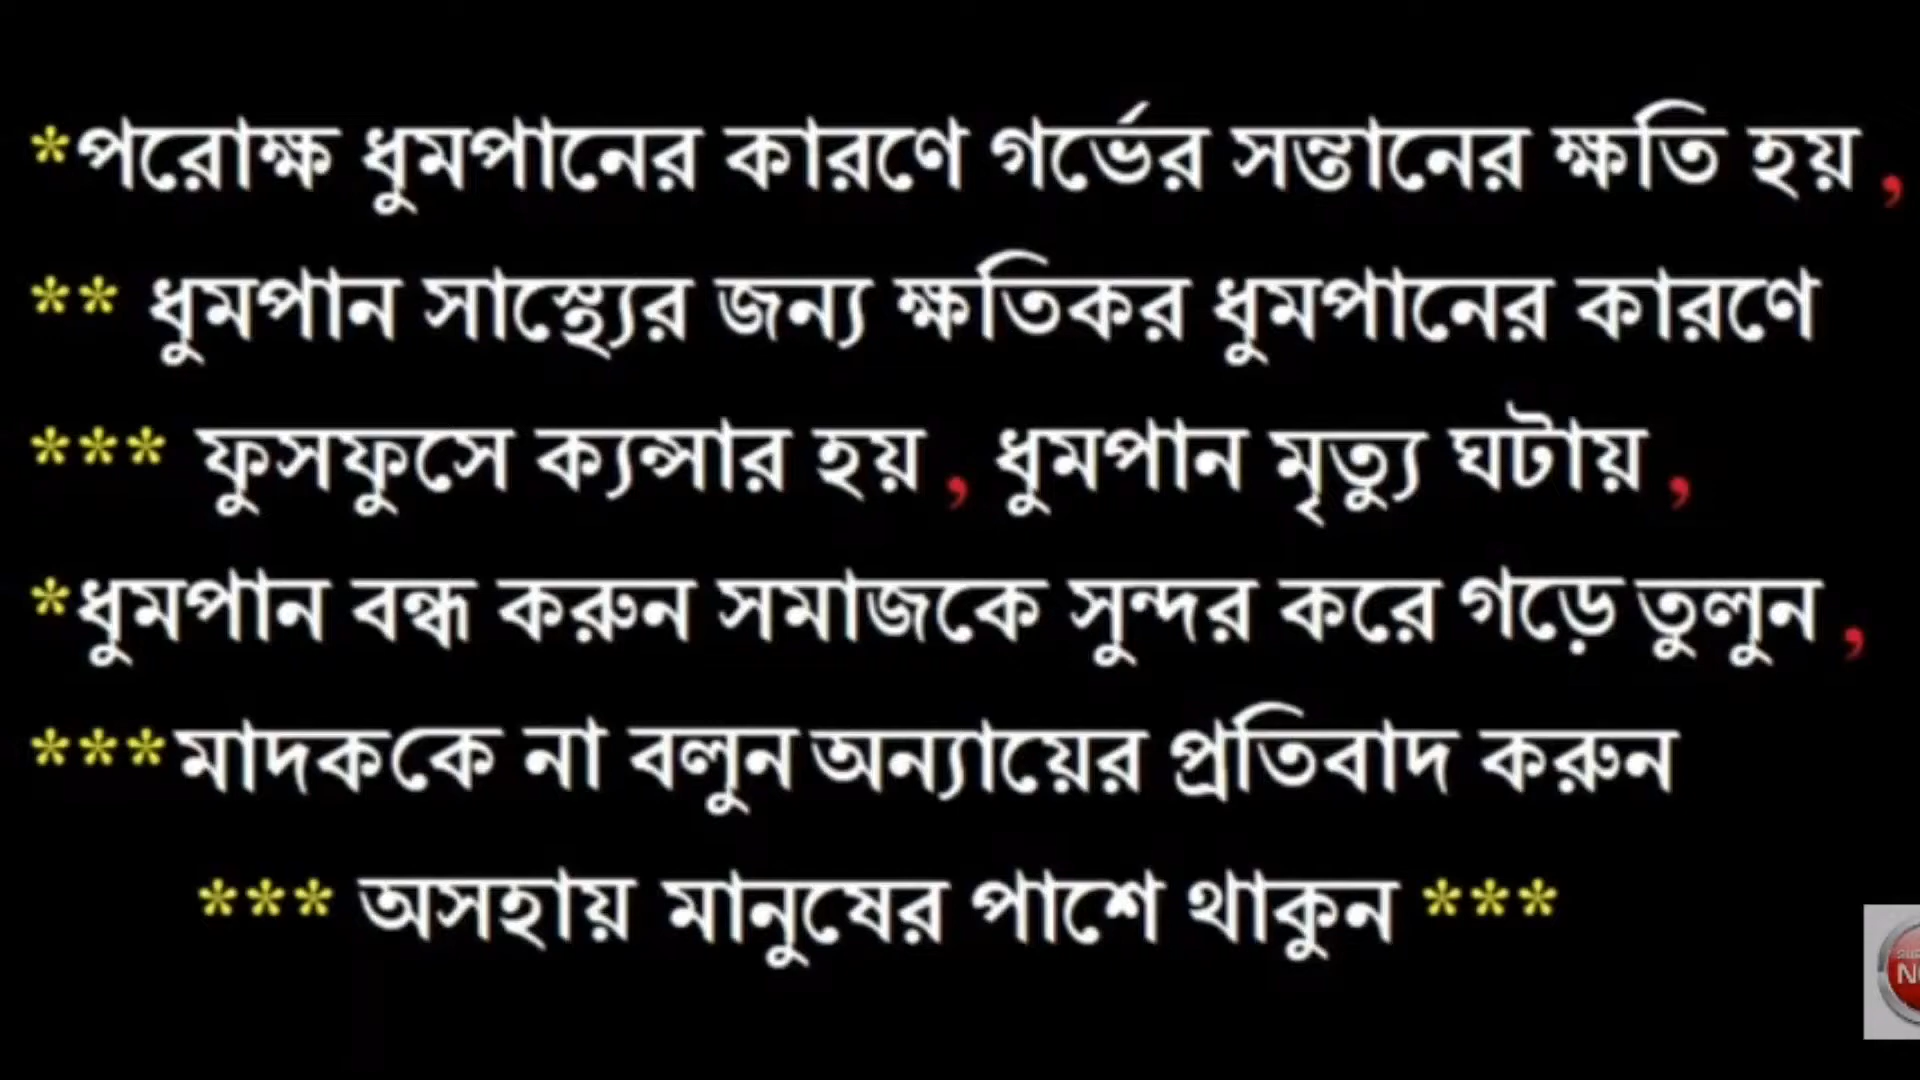 *পরোক্ষ ধুমপানের কারণে গর্ভের সন্তানের ক্ষতি হয় ,
** ধুমপান সাস্থ্যের জন্য ক্ষতিকর ধুমপানের কারণে
*** ফুসফুসে ক্যন্সার হয় , ধুমপান মৃত্যু ঘটায় ,
*ধুমপান বন্ধ করুন সমাজকে সুন্দর করে গড়ে তুলুন ,
***মাদককে না বলুন অন্যায়ের প্রতিবাদ করুন
*** অসহায় মানুষের পাশে থাকুন ***